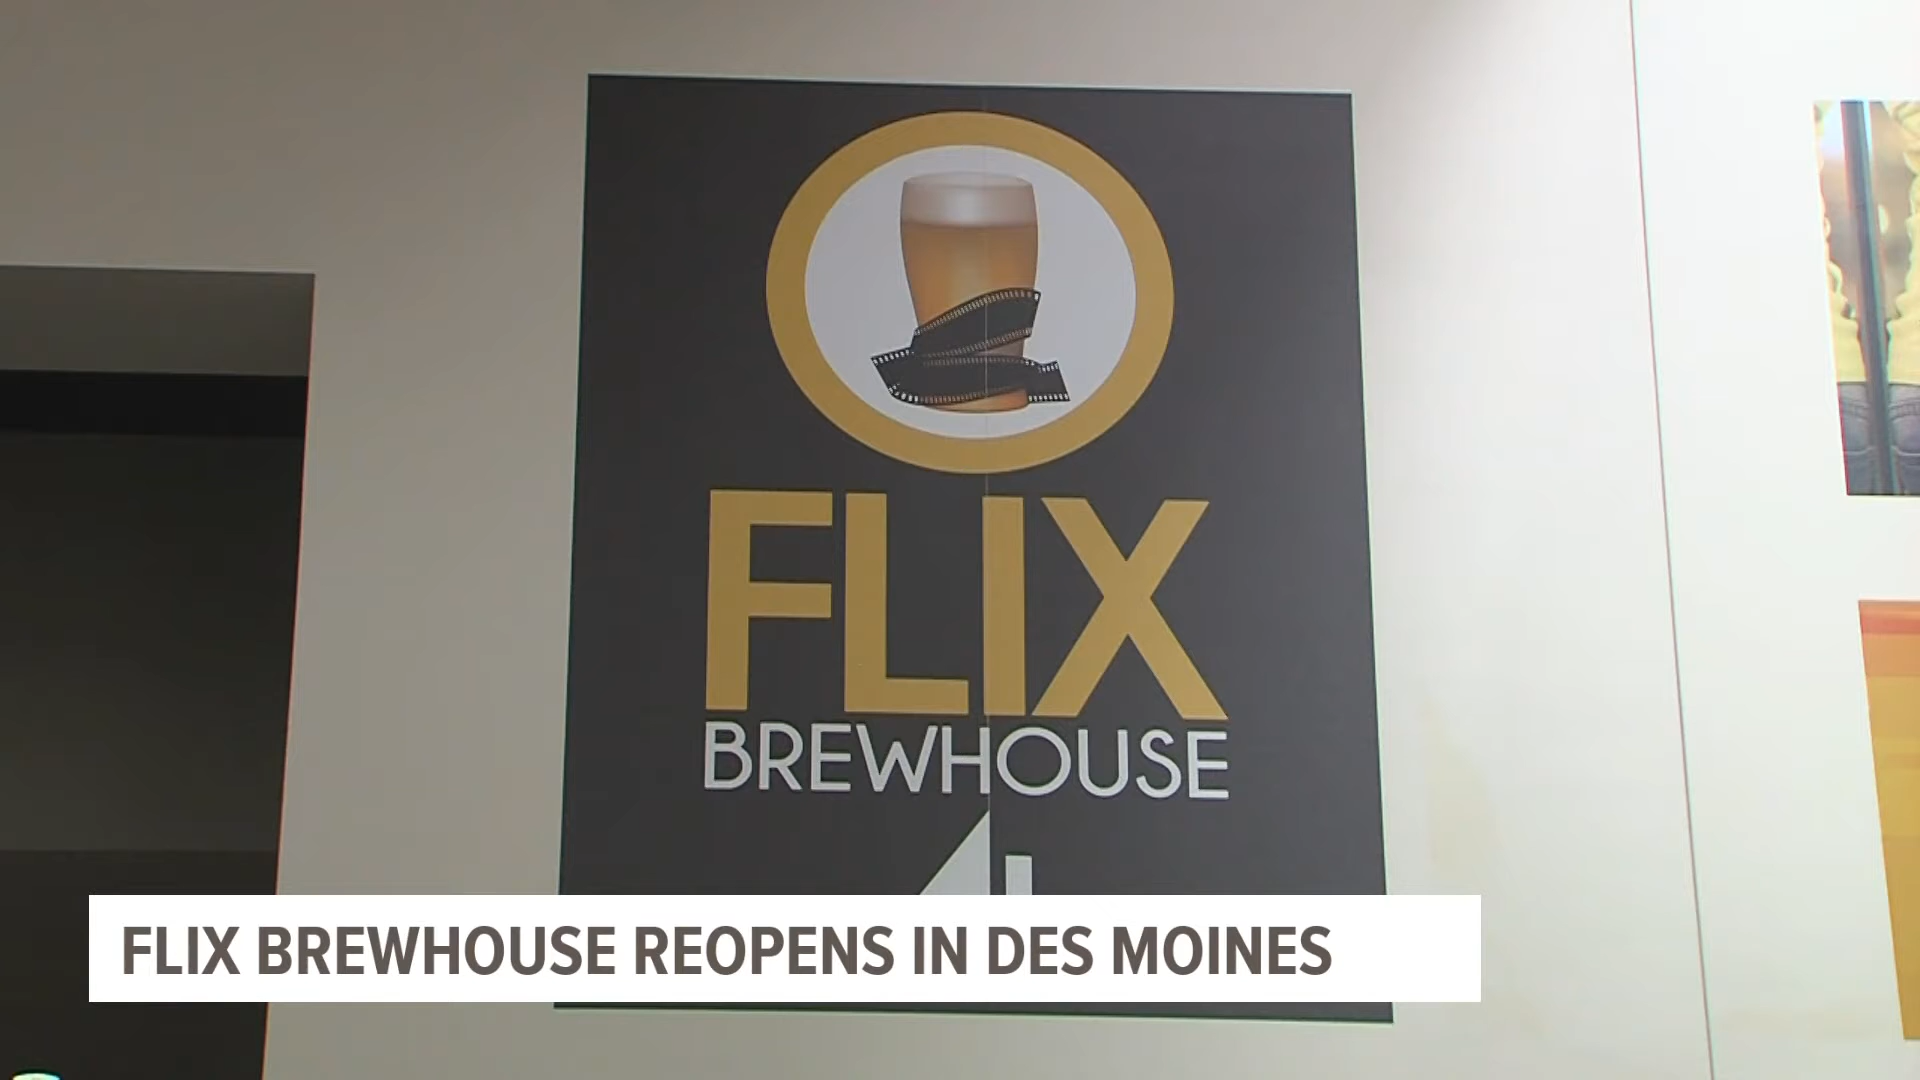 FLIX
BREWHOUSE
FLIX BREWHOUSE REOPENS IN DES MOINES